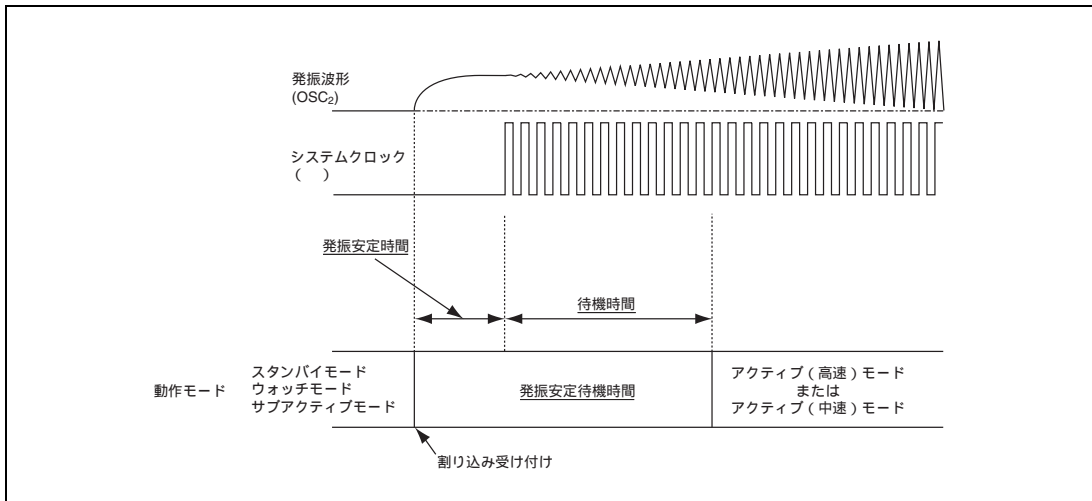 発振波形
(OSC2)
システムクロック
(　)
発振安定時間
待機時間
動作モード
スタンバイモード
ウォッチモード
サブアクティブモード
発振安定待機時間
アクティブ(高速)モード
または
アクティブ(中速)モード
割り込み受け付け